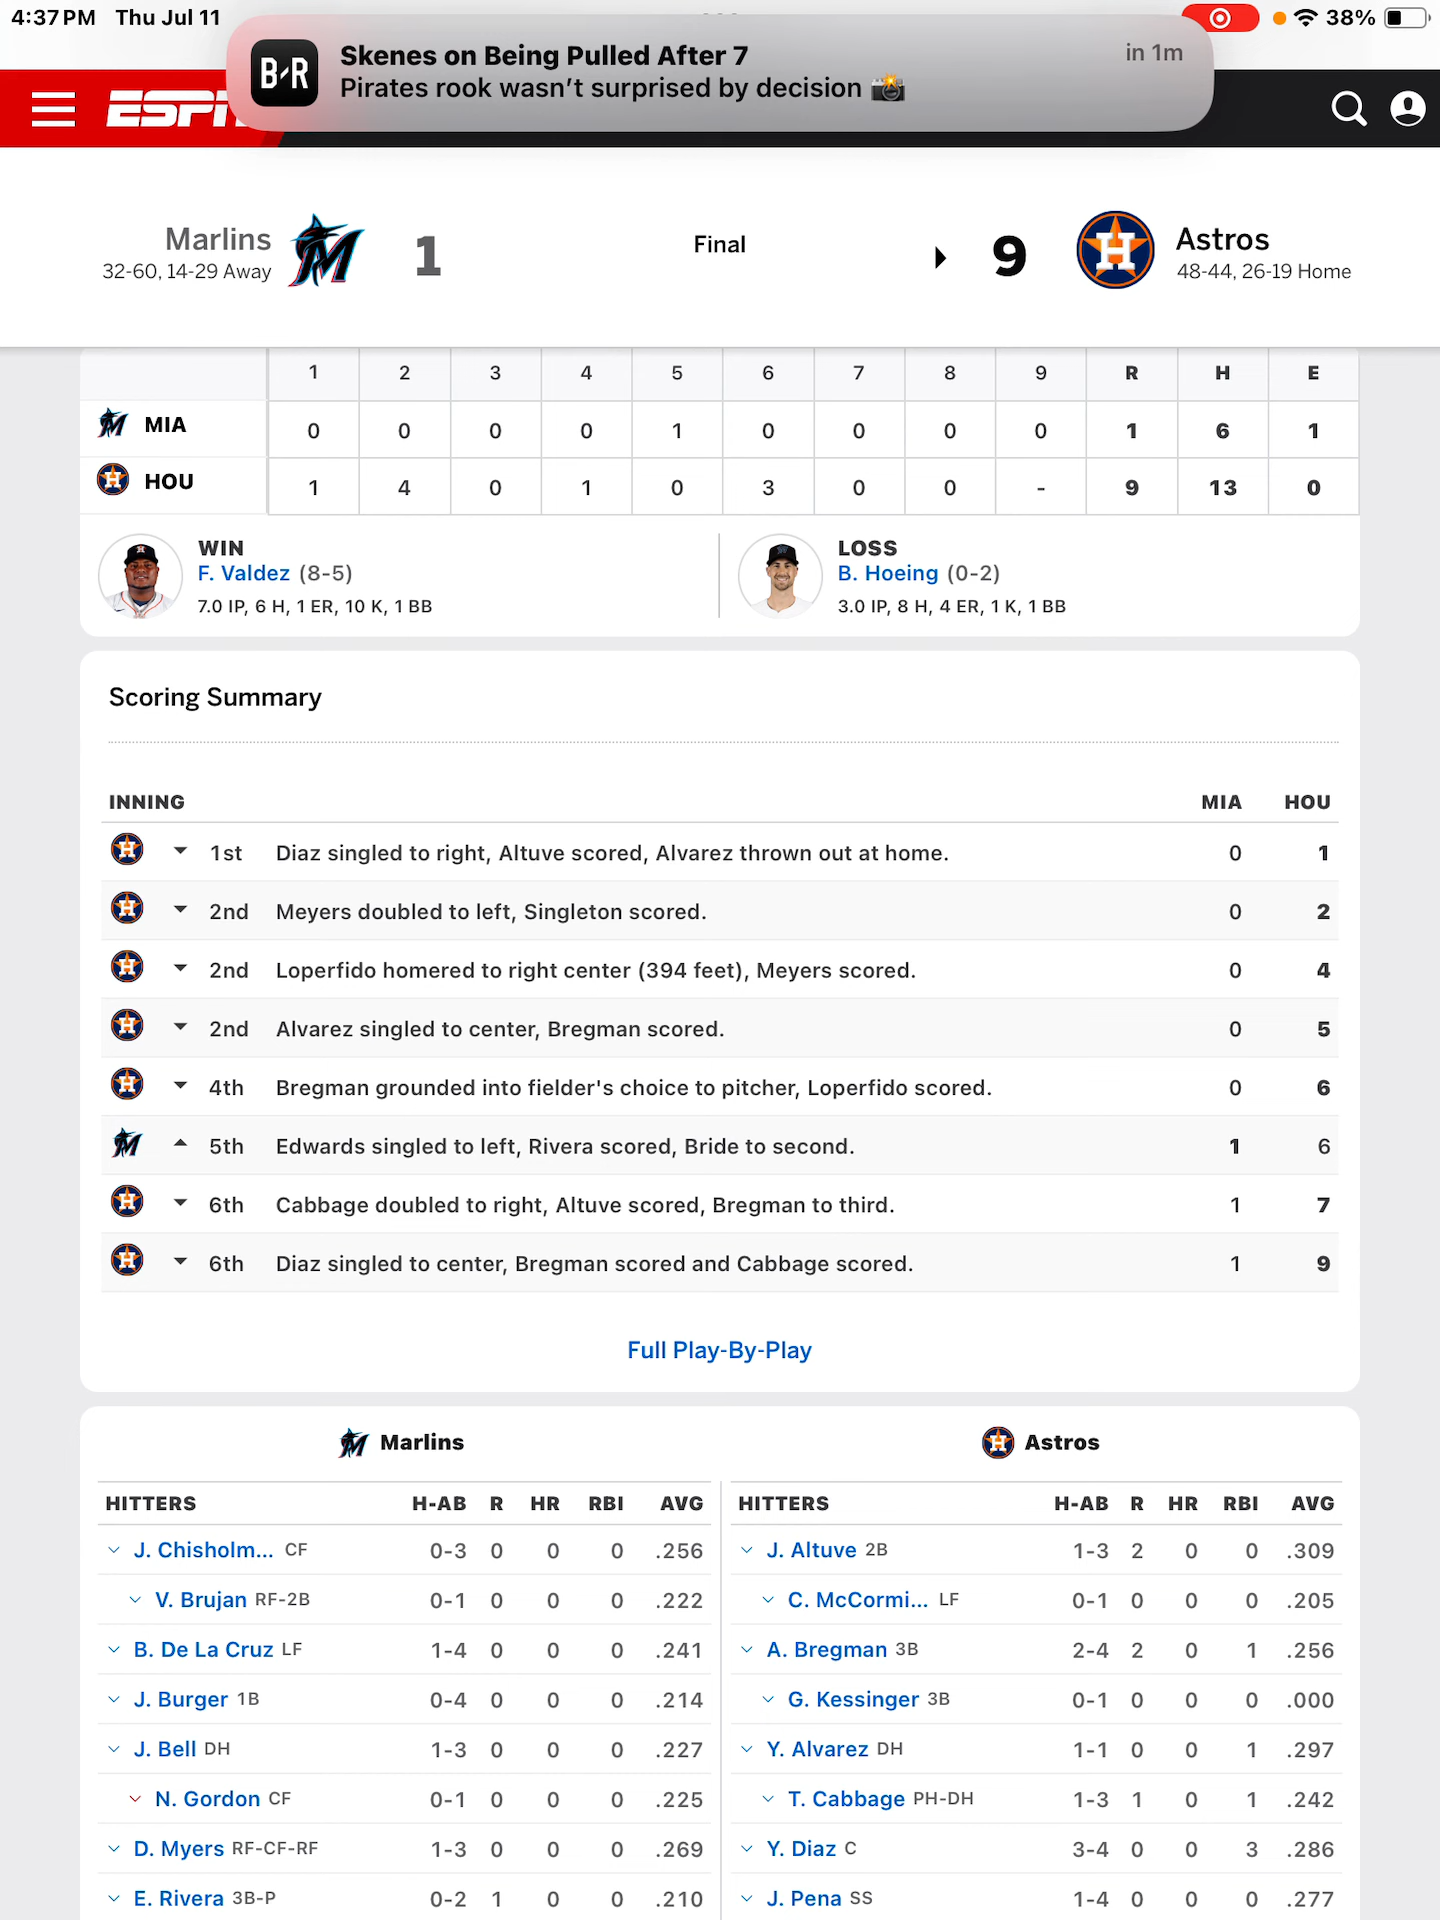 4:37 PM Thu Jul 11 38%
B/R Skenes on Being Pulled After 7 in 1m
Pirates rook wasn't surprised by decision 📸
Marlins 1 Final 9 Astros
32-60, 14-29 Away 48-44, 26-19 Home
1 2 3 4 5 6 7 8 9 R H E
MIA 0 0 0 0 1 0 0 0 0 1 6 1
HOU 1 4 0 1 0 3 0 0 - 9 13 0
WIN
F. Valdez (8-5)
7.0 IP, 6 H, 1 ER, 10 K, 1 BB
LOSS
B. Hoeing (0-2)
3.0 IP, 8 H, 4 ER, 1 K, 1 BB
Scoring Summary
INNING MIA HOU
1st Diaz singled to right, Altuve scored, Alvarez thrown out at home. 0 1
2nd Meyers doubled to left, Singleton scored. 0 2
2nd Loperfido homered to right center (394 feet), Meyers scored. 0 4
2nd Alvarez singled to center, Bregman scored. 0 5
4th Bregman grounded into fielder's choice to pitcher, Loperfido scored. 0 6
5th Edwards singled to left, Rivera scored, Bride to second. 1 6
6th Cabbage doubled to right, Altuve scored, Bregman to third. 1 7
6th Diaz singled to center, Bregman scored and Cabbage scored. 1 9
Full Play-By-Play
Marlins
HITTERS H-AB R HR RBI AVG
J. Chisholm... CF 0-3 0 0 0 .256
V. Brujan RF-2B 0-1 0 0 0 .222
B. De La Cruz LF 1-4 0 0 0 .241
J. Burger 1B 0-4 0 0 0 .214
J. Bell DH 1-3 0 0 0 .227
N. Gordon CF 0-1 0 0 0 .225
D. Myers RF-CF-RF 1-3 0 0 0 .269
E. Rivera 3B-P 0-2 1 0 0 .210
Astros
HITTERS H-AB R HR RBI AVG
J. Altuve 2B 1-3 2 0 0 .309
C. McCormi... LF 0-1 0 0 0 .205
A. Bregman 3B 2-4 2 0 1 .256
G. Kessinger 3B 0-1 0 0 0 .000
Y. Alvarez DH 1-1 0 0 1 .297
T. Cabbage PH-DH 1-3 1 0 1 .242
Y. Diaz C 3-4 0 0 3 .286
J. Pena SS 1-4 0 0 0 .277